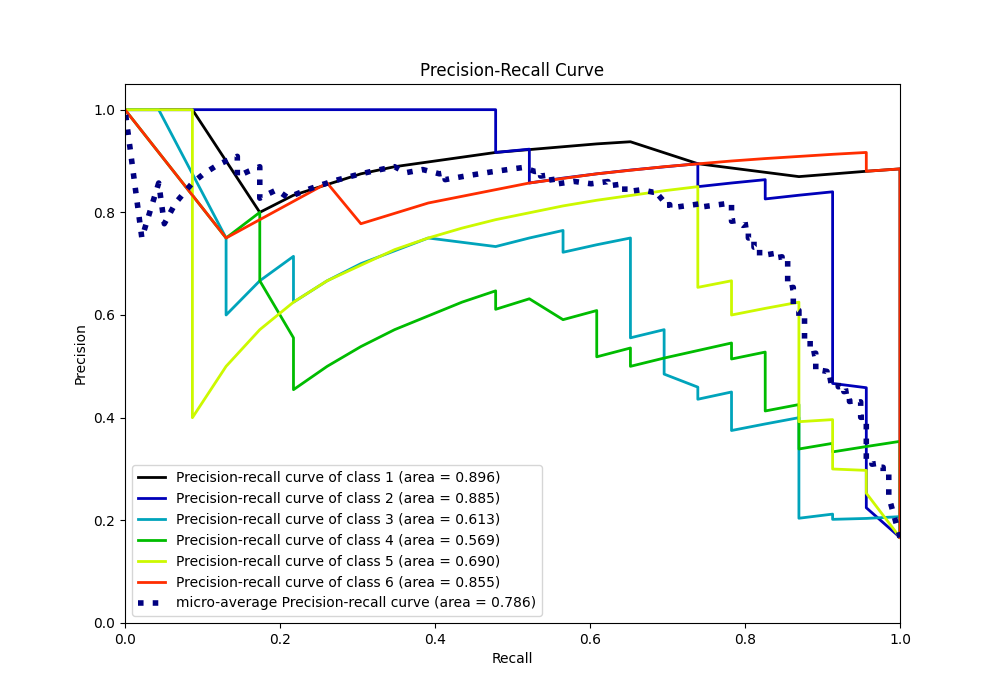 Precision-Recall Curve
1.0
0.8
0.6
0.4
0.2
0.0
Precision
Precision-recall curve of class 1 (area = 0.896)
Precision-recall curve of class 2 (area = 0.885)
Precision-recall curve of class 3 (area = 0.613)
Precision-recall curve of class 4 (area = 0.569)
Precision-recall curve of class 5 (area = 0.690)
Precision-recall curve of class 6 (area = 0.855)
micro-average Precision-recall curve (area = 0.786)
0.0 0.2 0.4 0.6 0.8 1.0
Recall